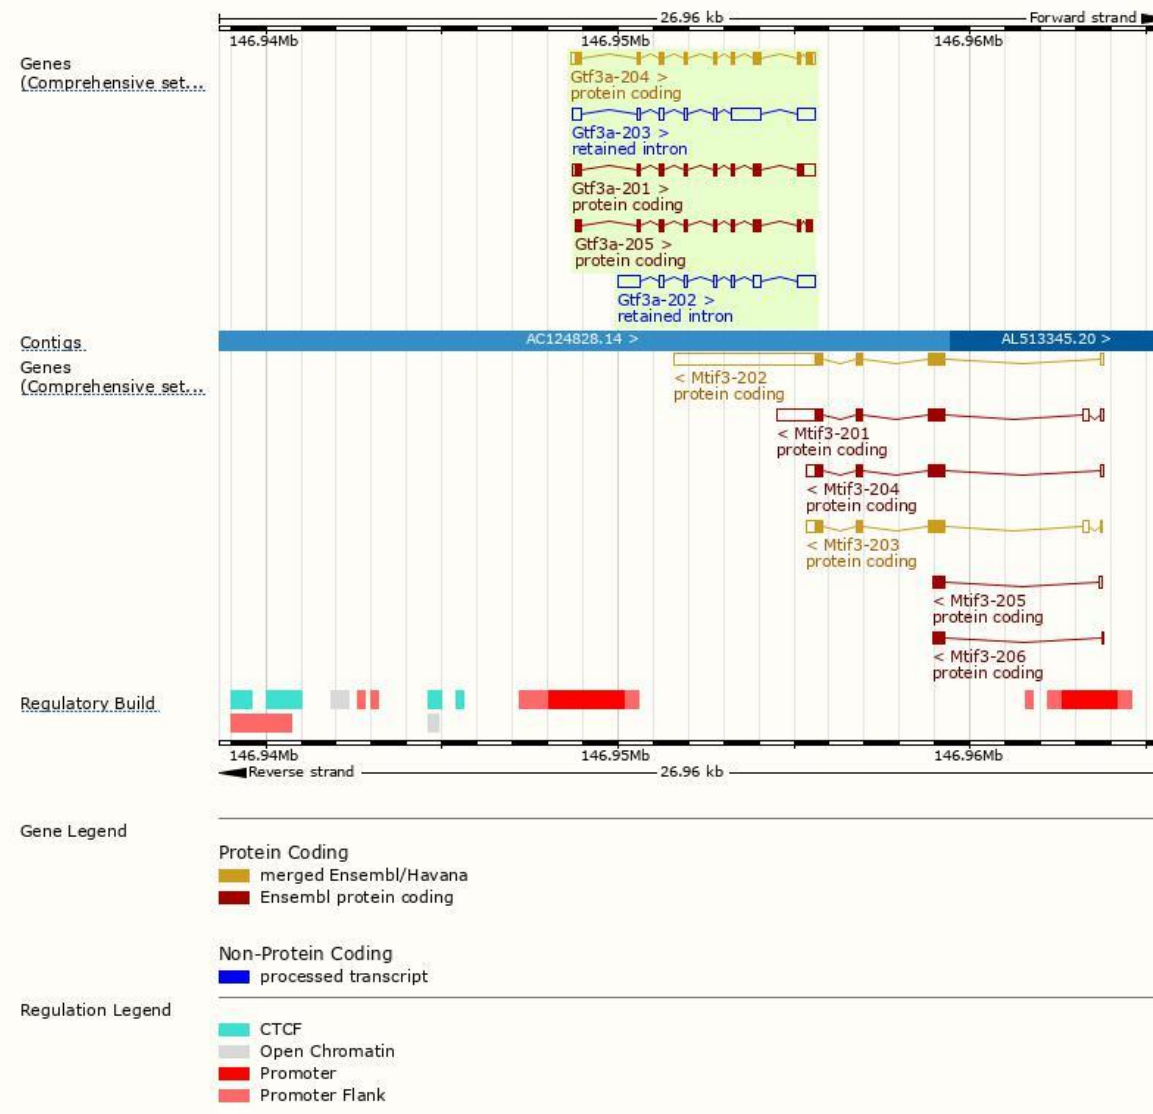 26.96 kb
Forward strand
146.94Mb
146.95Mb
146.96Mb
Genes
(Comprehensive set...
Gtf3a-204 >
protein coding
Gtf3a-203 >
retained intron
Gtf3a-201 >
protein coding
Gtf3a-205 >
protein coding
Gtf3a-202 >
retained intron
Contigs
AC124828.14 >
AL513345.20 >
Genes
(Comprehensive set...
< Mtif3-202
protein coding
< Mtif3-201
protein coding
< Mtif3-204
protein coding
< Mtif3-203
protein coding
< Mtif3-205
protein coding
< Mtif3-206
protein coding
Regulatory Build
146.94Mb
146.95Mb
146.96Mb
Reverse strand
26.96 kb
Gene Legend
Protein Coding
merged Ensembl/Havana
Ensembl protein coding
Non-Protein Coding
processed transcript
Regulation Legend
CTCF
Open Chromatin
Promoter
Promoter Flank